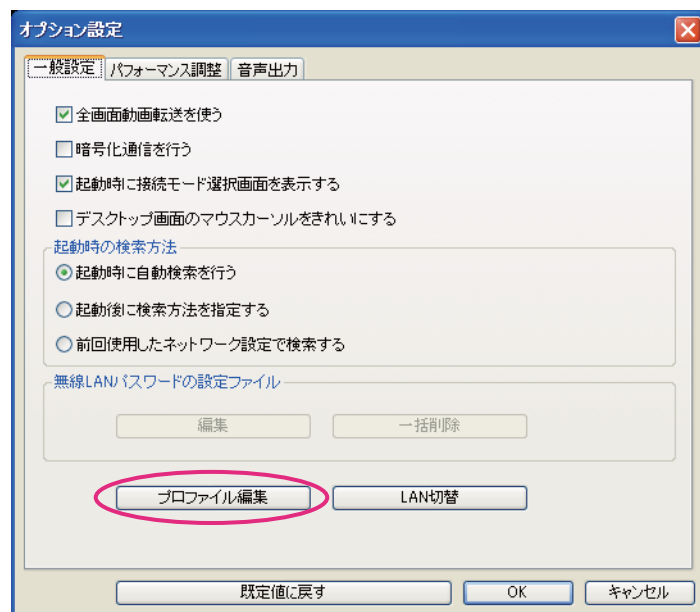 オプション設定
一般設定 パフォーマンス調整 音声出力
全画面動画転送を使う
暗号化通信を行う
起動時に接続モード選択画面を表示する
デスクトップ画面のマウスカーソルをきれいにする
起動時の検索方法
起動時に自動検索を行う
起動後に検索方法を指定する
前回使用したネットワーク設定で検索する
無線LANパスワードの設定ファイル
編集 一括削除
プロファイル編集 LAN切替
既定値に戻す OK キャンセル